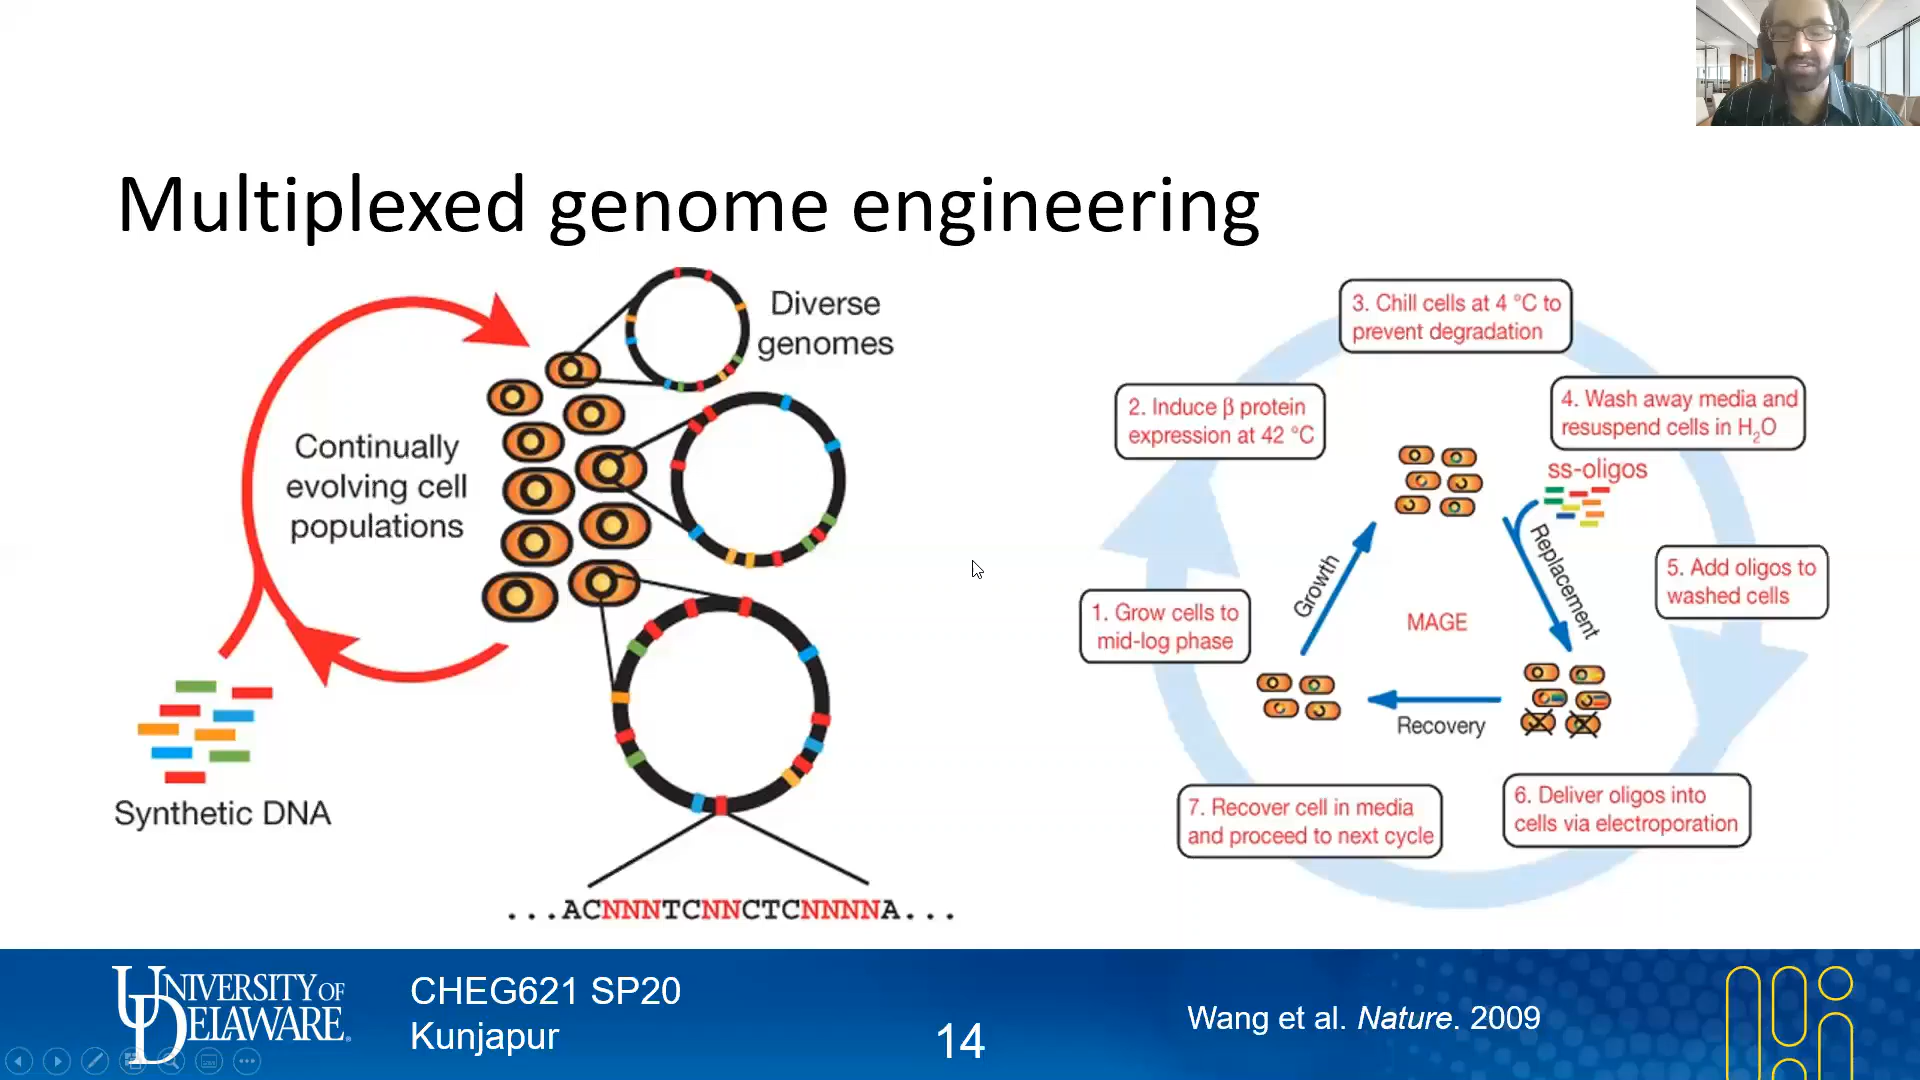 Multiplexed genome engineering
Diverse
genomes
Continually
evolving cell
populations
Synthetic DNA
...ACNNNTCNNCTCNNNNA...
3. Chill cells at 4 °C to
prevent degradation
2. Induce β protein
expression at 42 °C
4. Wash away media and
resuspend cells in H₂O
ss-oligos
Replacement
Growth
5. Add oligos to
washed cells
1. Grow cells to
mid-log phase
MAGE
Recovery
7. Recover cell in media
and proceed to next cycle
6. Deliver oligos into
cells via electroporation
UNIVERSITY OF
DELAWARE.
CHEG621 SP20
Kunjapur
14
Wang et al. Nature. 2009